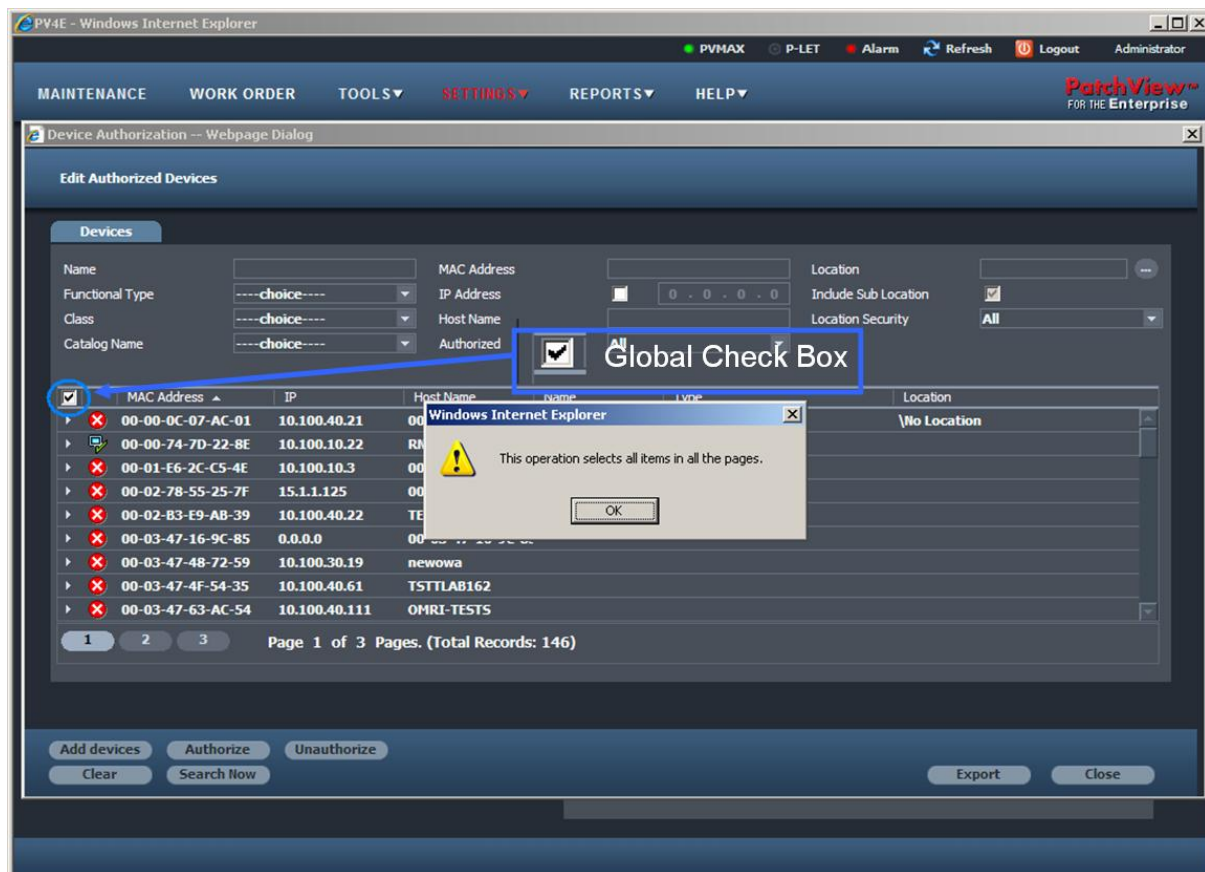 PV4E - Windows Internet Explorer
PVMAX P-LET Alarm Refresh Logout Administrator
MAINTENANCE WORK ORDER TOOLS SETTINGS REPORTS HELP
PatchView™
FOR THE Enterprise
Device Authorization -- Webpage Dialog
Edit Authorized Devices
Devices
Name MAC Address Location ...
Functional Type ----choice---- IP Address 0 . 0 . 0 . 0 Include Sub Location
Class ----choice---- Host Name Location Security All
Catalog Name ----choice---- Authorized All
Global Check Box
MAC Address IP Host Name Name Type Location
00-00-0C-07-AC-01 10.100.40.21 00 \No Location
00-00-74-7D-22-8E 10.100.10.22 RN
00-01-E6-2C-C5-4E 10.100.10.3 00
00-02-78-55-25-7F 15.1.1.125 00
00-02-B3-E9-AB-39 10.100.40.22 TE
00-03-47-16-9C-85 0.0.0.0
00-03-47-48-72-59 10.100.30.19 newowa
00-03-47-4F-54-35 10.100.40.61 TSTTLAB162
00-03-47-63-AC-54 10.100.40.111 OMRI-TESTS
Windows Internet Explorer
This operation selects all items in all the pages.
OK
1 2 3 Page 1 of 3 Pages. (Total Records: 146)
Add devices Authorize Unauthorize
Clear Search Now Export Close